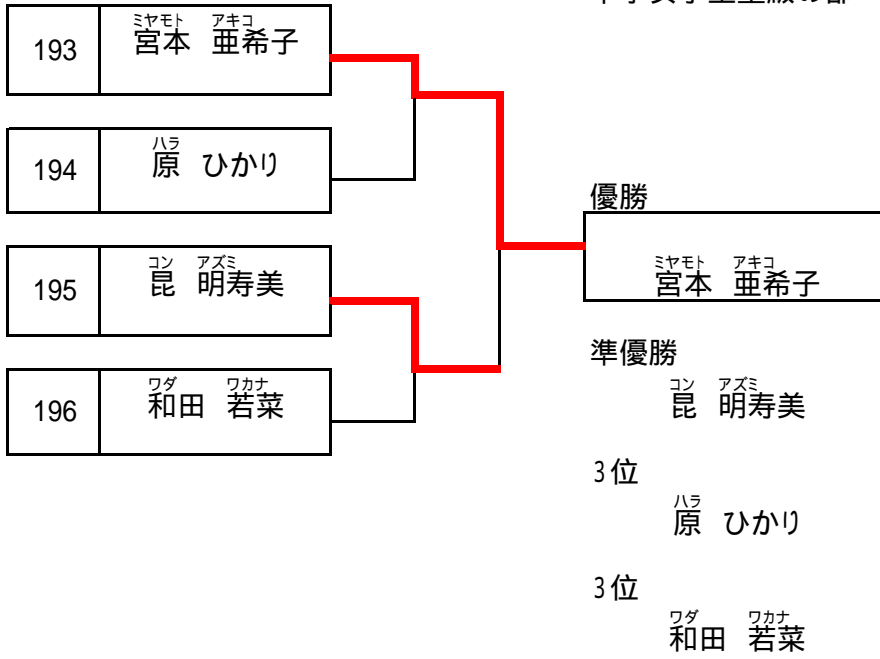 193
ミヤモト アキコ
宮本 亜希子
194
ハラ
原 ひかり
195
コン アズミ
昆 明寿美
196
ワダ ワカナ
和田 若菜
優勝
ミヤモト アキコ
宮本 亜希子
準優勝
コン アズミ
昆 明寿美
3位
ハラ
原 ひかり
3位
ワダ ワカナ
和田 若菜